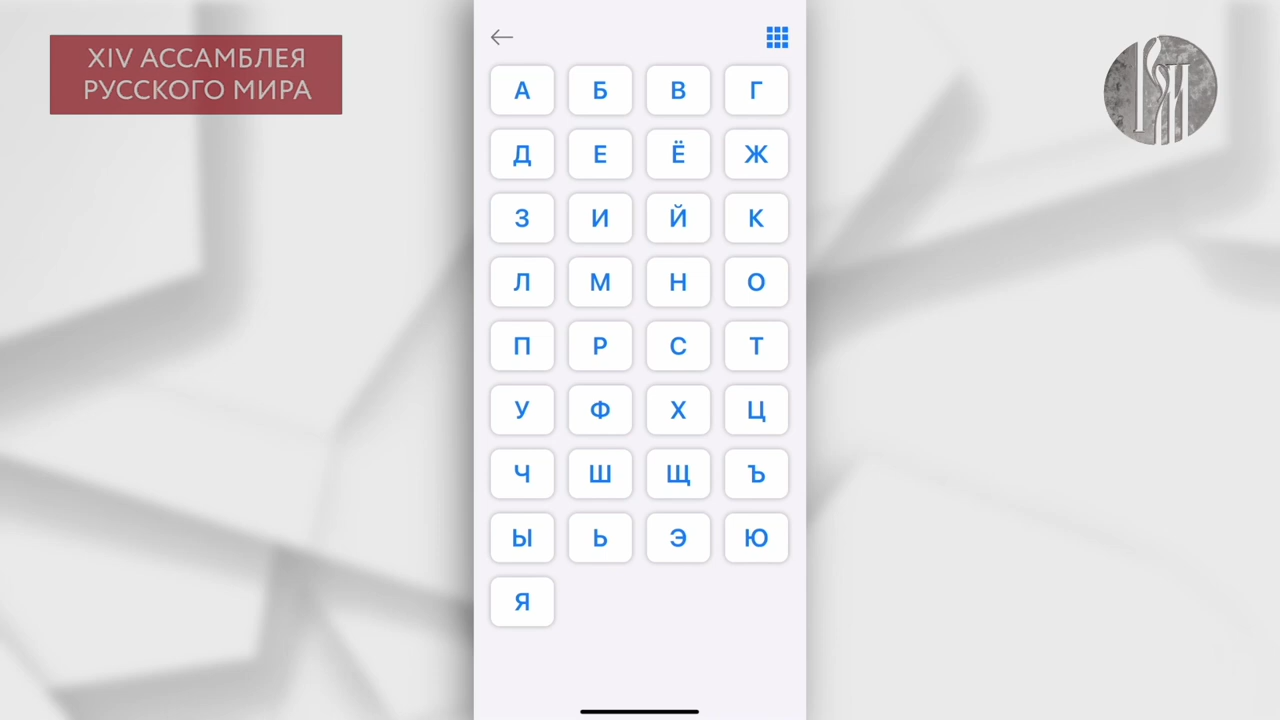 XIV АССАМБЛЕЯ
РУССКОГО МИРА
А Б В Г
Д Е Ё Ж
З И Й К
Л М Н О
П Р С Т
У Ф Х Ц
Ч Ш Щ Ъ
Ы Ь Э Ю
Я